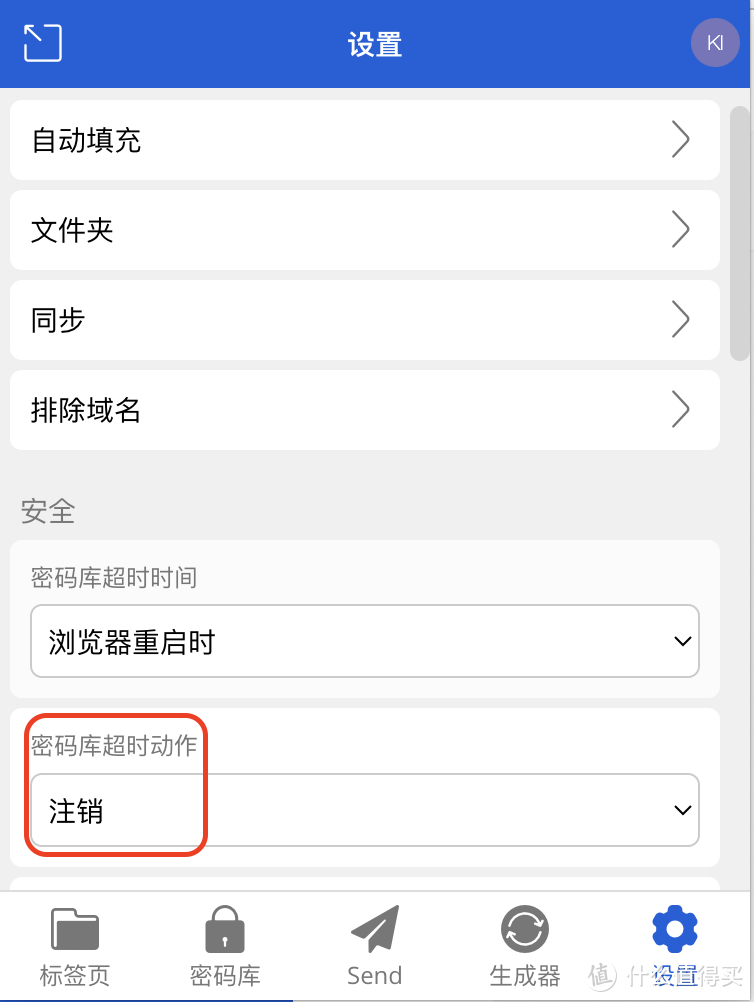 设置
KI
自动填充
文件夹
同步
排除域名
安全
密码库超时时间
浏览器重启时
密码库超时动作
注销
标签页
密码库
Send
生成器
设置
值 什么值得买